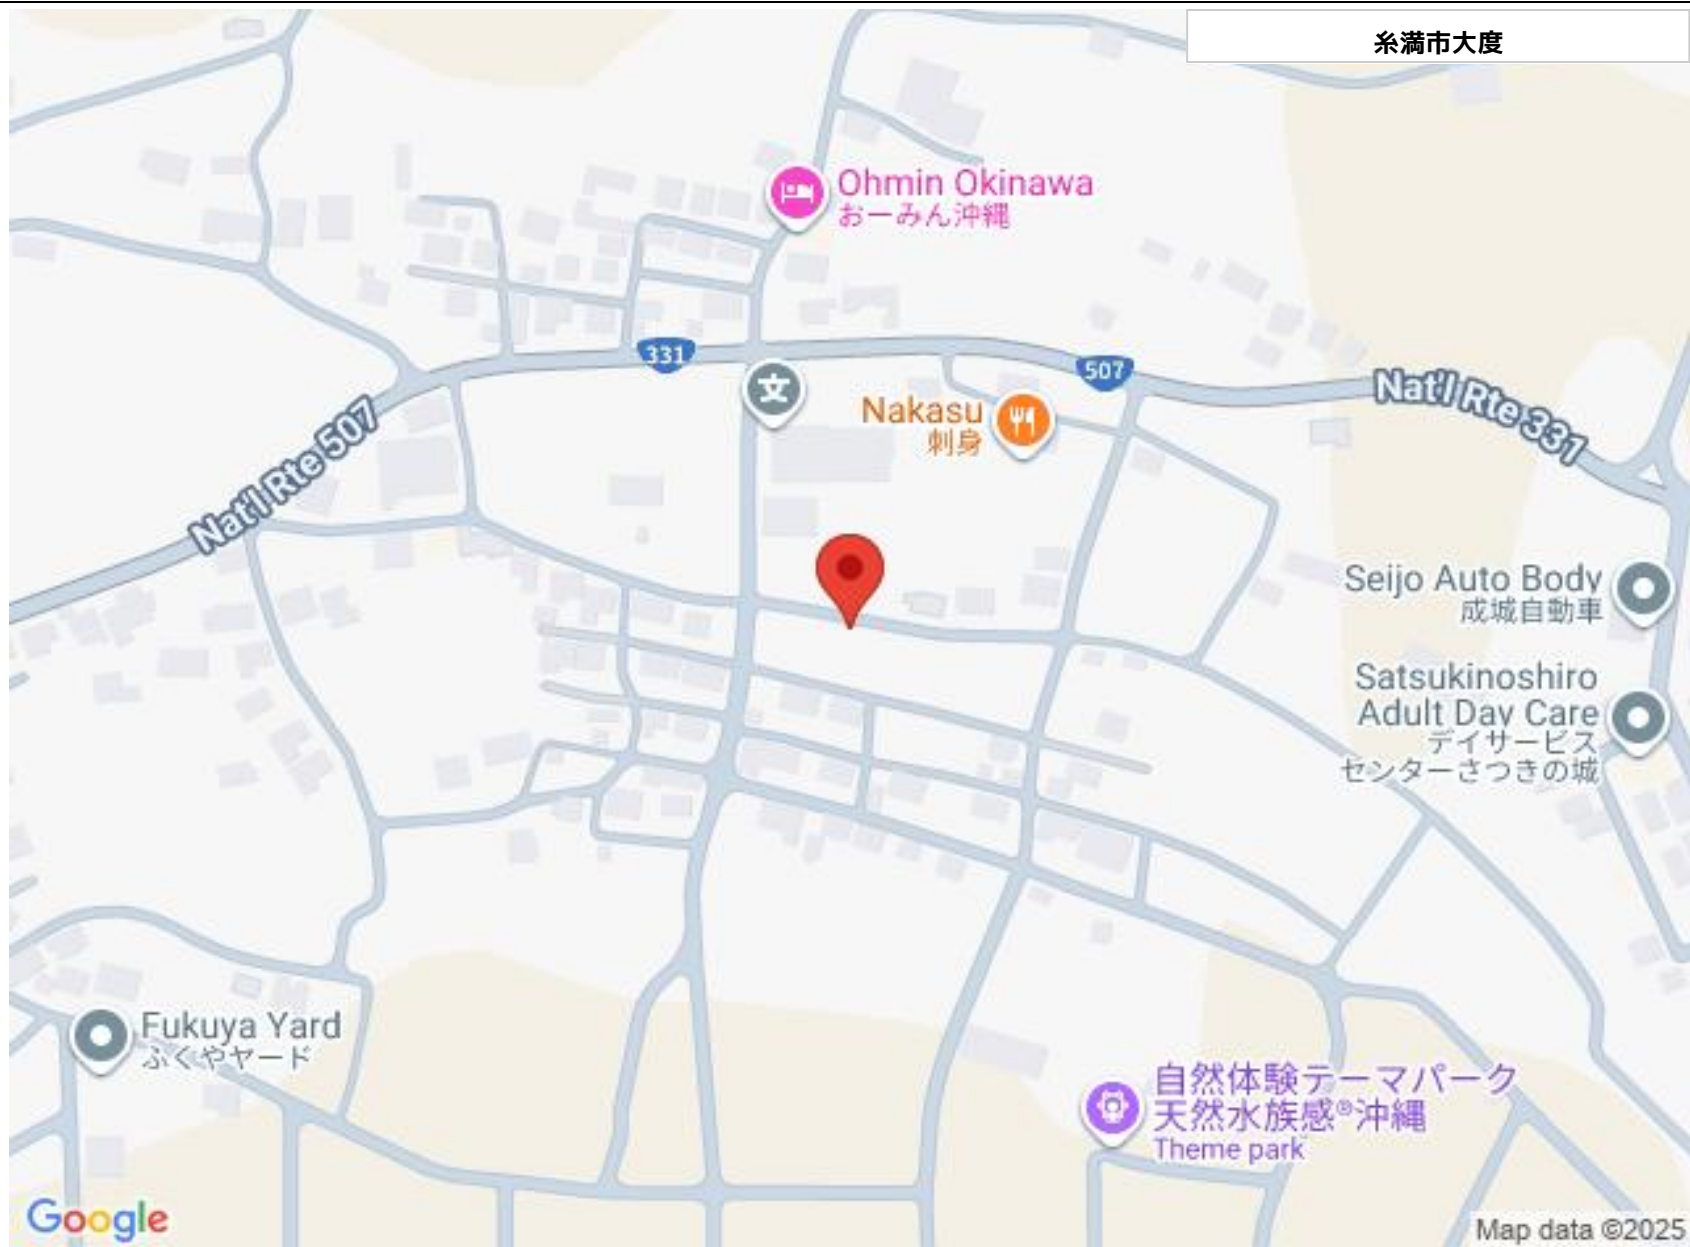 糸満市大度
Ohmin Okinawa
おーみん沖縄
331
507
Nat'l Rte 331
文
Nakasu
刺身
Nat'l Rte 507
Seijo Auto Body
成城自動車
Satsukinoshiro
Adult Day Care
デイサービス
センターさつきの城
Fukuya Yard
ふくやヤード
自然体験テーマパーク
天然水族感®沖縄
Theme park
Google
Map data ©2025